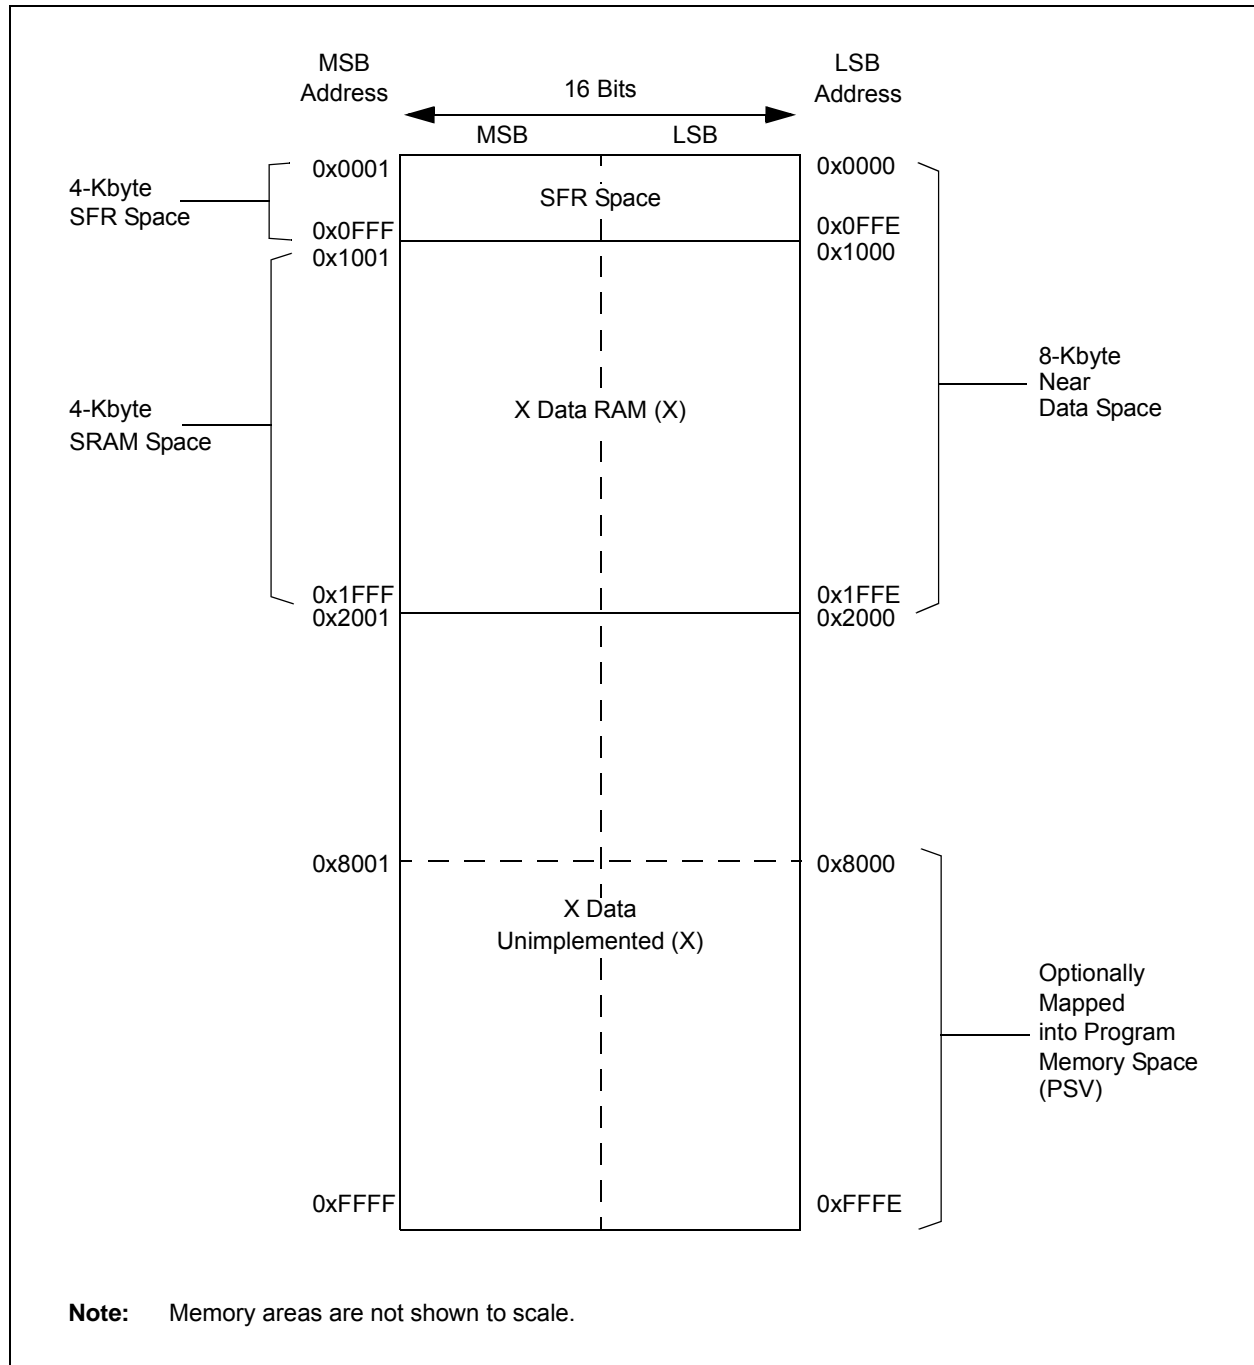 MSB
Address
16 Bits
LSB
Address
MSB
LSB
0x0001
0x0000
4-Kbyte
SFR Space
SFR Space
0x0FFF
0x0FFE
0x1001
0x1000
8-Kbyte
Near
Data Space
4-Kbyte
SRAM Space
X Data RAM (X)
0x1FFF
0x1FFE
0x2001
0x2000
0x8001
0x8000
X Data
Unimplemented (X)
Optionally
Mapped
into Program
Memory Space
(PSV)
0xFFFF
0xFFFE
Note: Memory areas are not shown to scale.